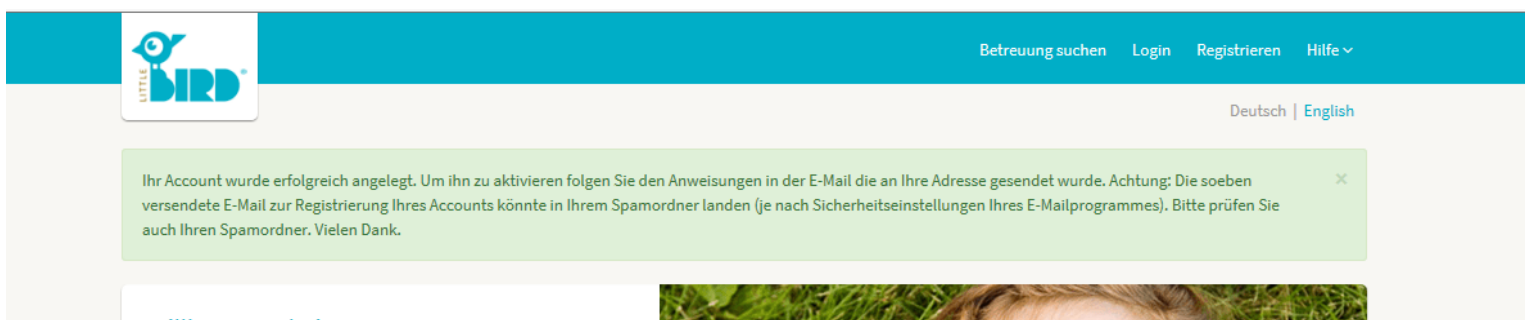 LITTLE
BIRD®
Betreuung suchen Login Registrieren Hilfe
Deutsch | English
Ihr Account wurde erfolgreich angelegt. Um ihn zu aktivieren folgen Sie den Anweisungen in der E-Mail die an Ihre Adresse gesendet wurde. Achtung: Die soeben ×
versendete E-Mail zur Registrierung Ihres Accounts könnte in Ihrem Spamordner landen (je nach Sicherheitseinstellungen Ihres E-Mailprogrammes). Bitte prüfen Sie
auch Ihren Spamordner. Vielen Dank.